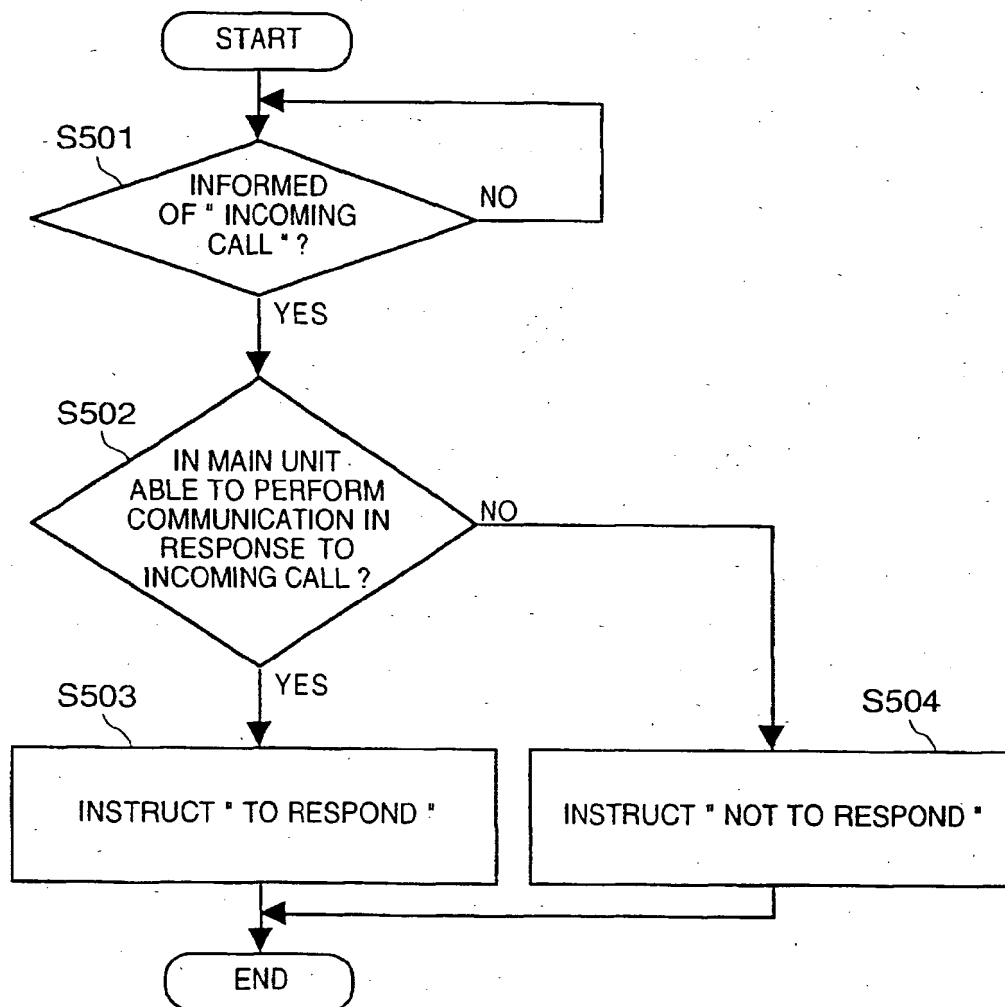 START
S501
INFORMED
OF " INCOMING
CALL " ?
NO
YES
S502
IN MAIN UNIT
ABLE TO PERFORM
COMMUNICATION IN
RESPONSE TO
INCOMING CALL ?
NO
YES
S503
S504
INSTRUCT " TO RESPOND "
INSTRUCT " NOT TO RESPOND "
END